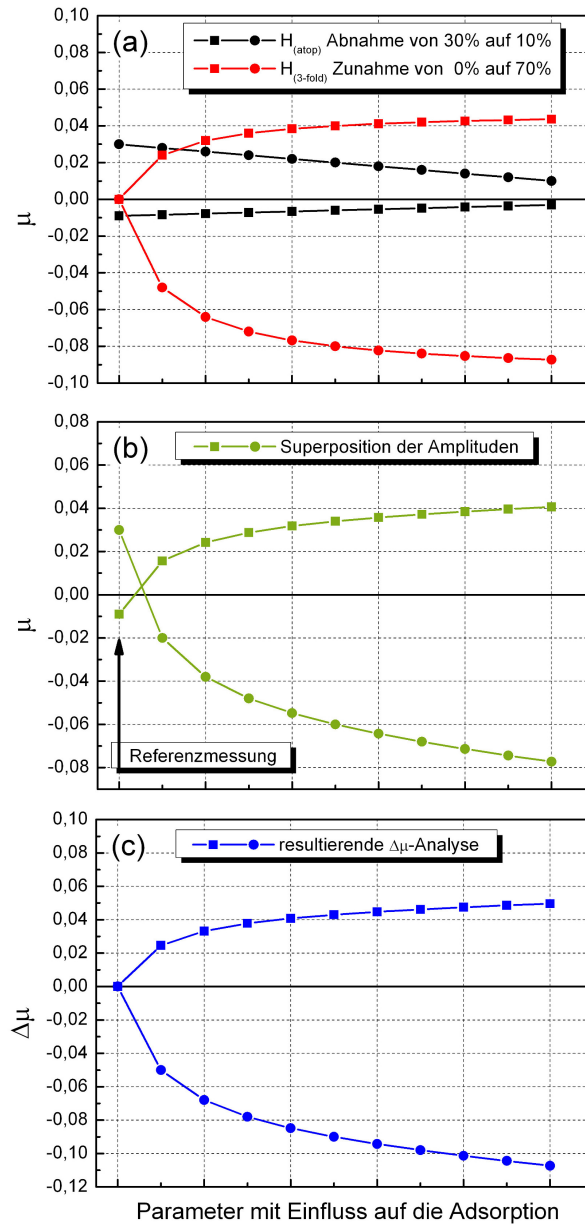 0,10
0,08
0,06
0,04
0,02
0,00
-0,02
-0,04
-0,06
-0,08
-0,10
μ
(a)
H(atop) Abnahme von 30% auf 10%
H(3-fold) Zunahme von 0% auf 70%
0,08
0,06
0,04
0,02
0,00
-0,02
-0,04
-0,06
-0,08
μ
(b)
Superposition der Amplituden
Referenzmessung
0,10
0,08
0,06
0,04
0,02
0,00
-0,02
-0,04
-0,06
-0,08
-0,10
-0,12
Δμ
(c)
resultierende Δμ-Analyse
Parameter mit Einfluss auf die Adsorption